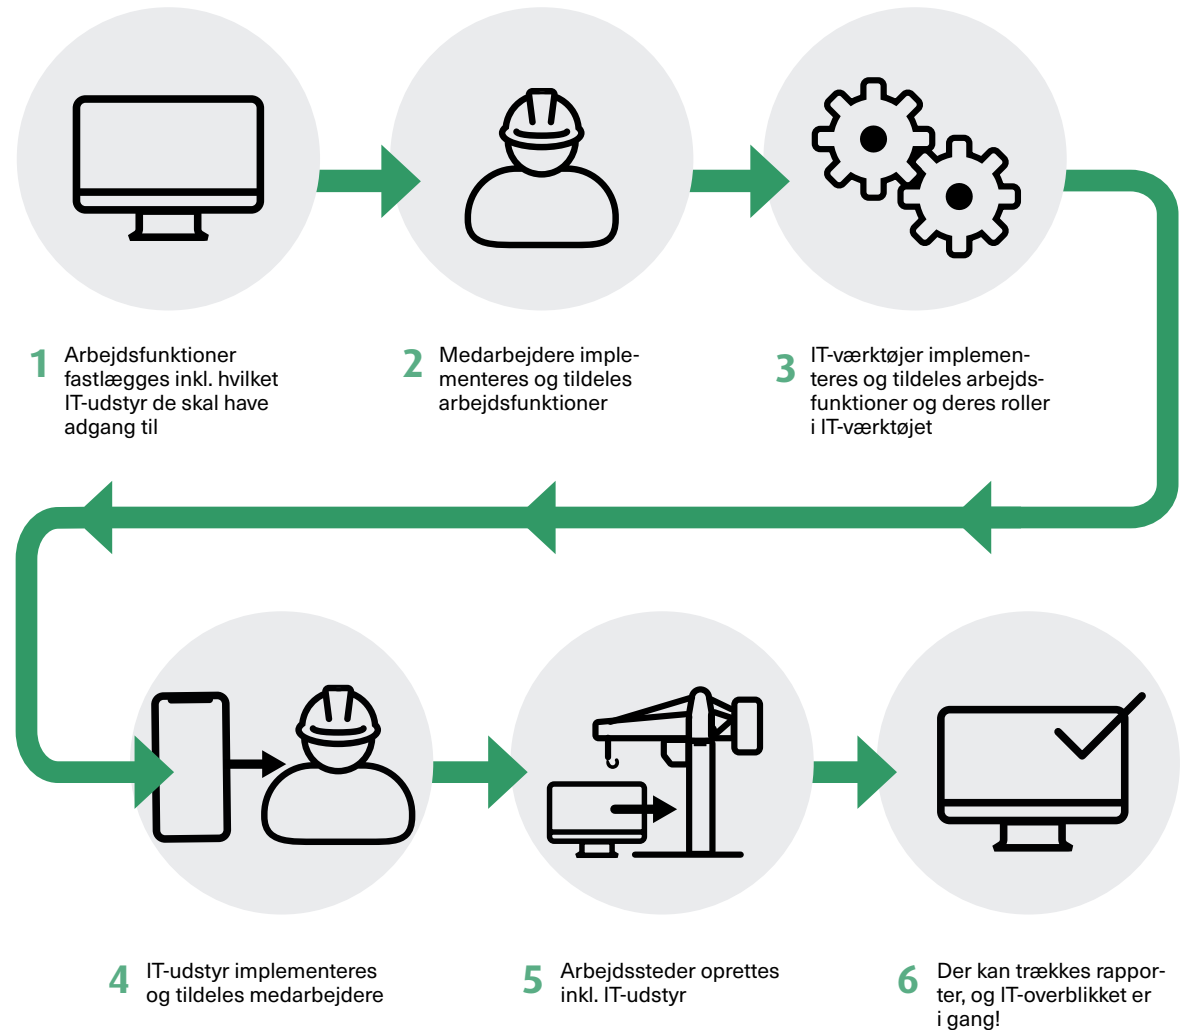 1 Arbejdsfunktioner
fastlægges inkl. hvilket
IT-udstyr de skal have
adgang til
2 Medarbejdere imple-
menteres og tildeles
arbejdsfunktioner
3 IT-værktøjer implemen-
teres og tildeles arbejds-
funktioner og deres roller
i IT-værktøjet
4 IT-udstyr implementeres
og tildeles medarbejdere
5 Arbejdssteder oprettes
inkl. IT-udstyr
6 Der kan trækkes rappor-
ter, og IT-overblikket er
i gang!